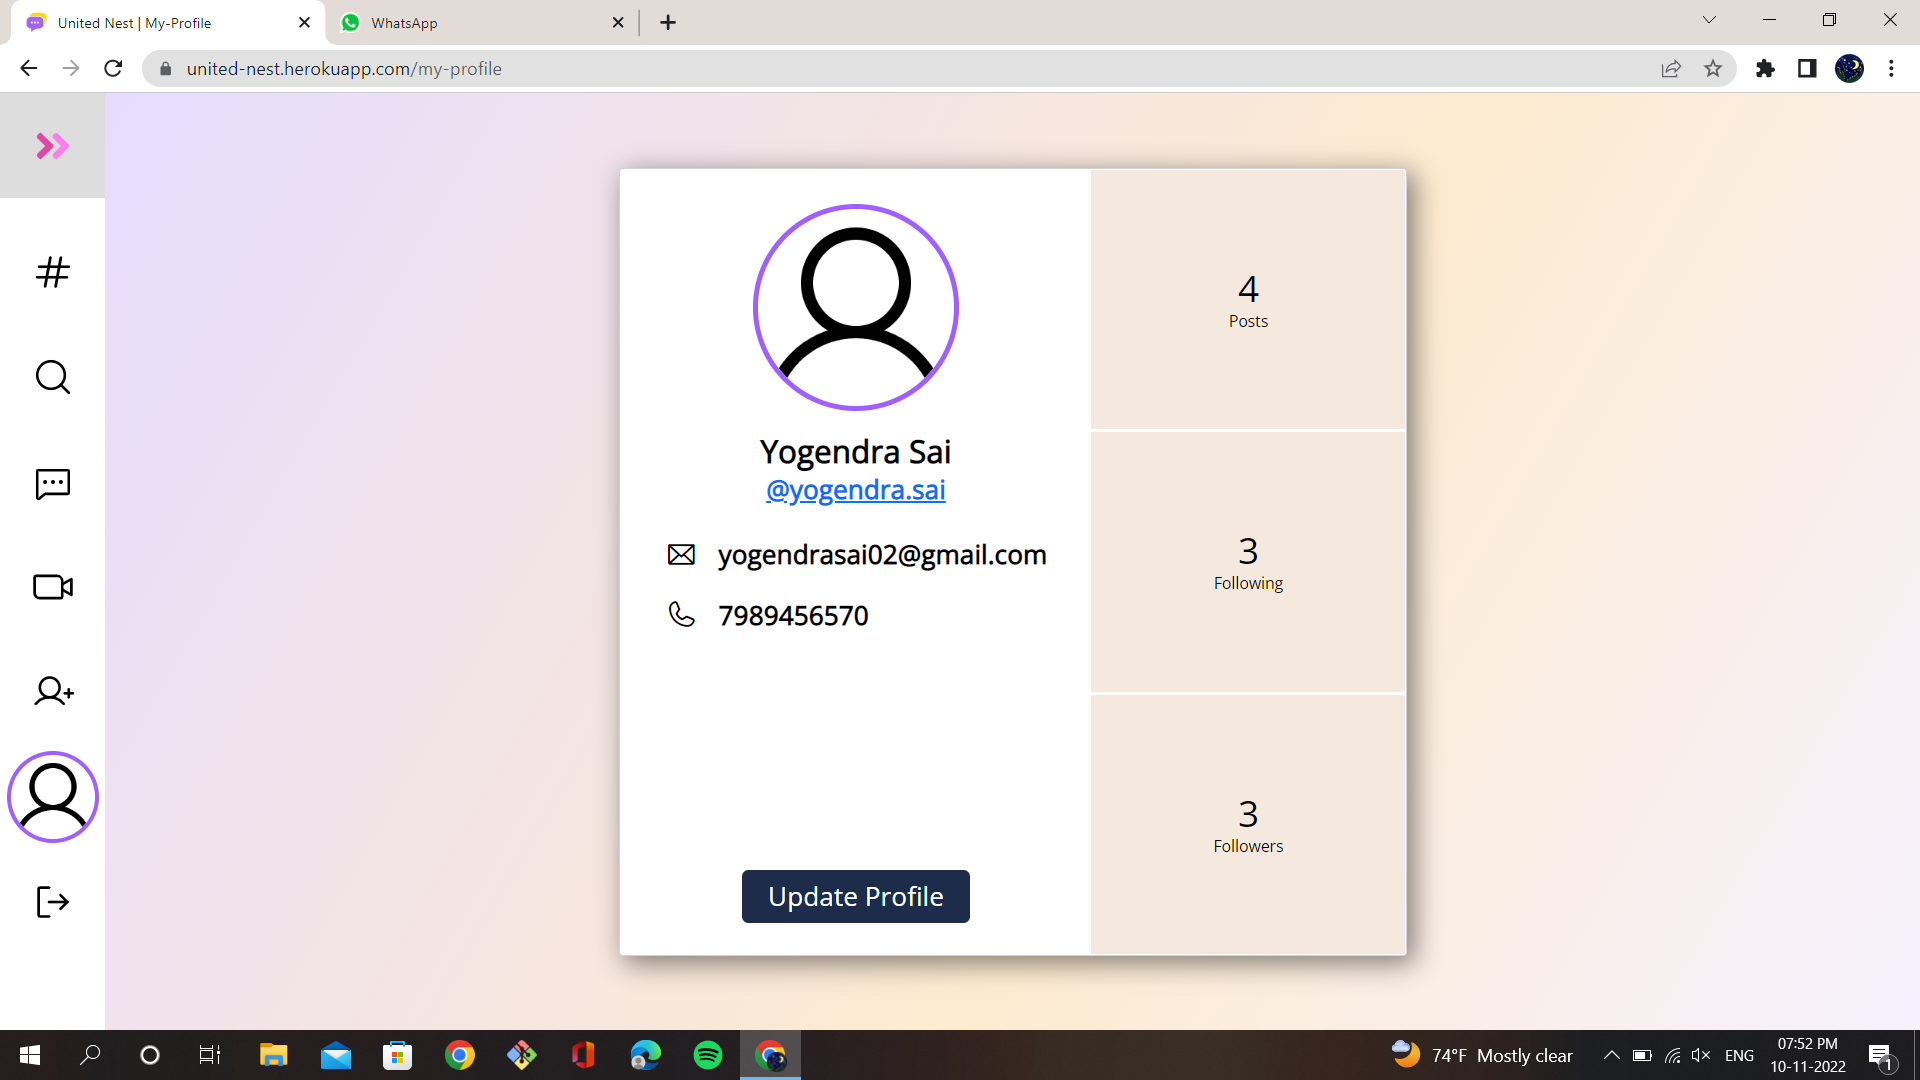 United Nest | My-Profile
WhatsApp
united-nest.herokuapp.com/my-profile
Yogendra Sai
@yogendra.sai
yogendrasai02@gmail.com
7989456570
Update Profile
4
Posts
3
Following
3
Followers
74°F Mostly clear
ENG
07:52 PM
10-11-2022
1